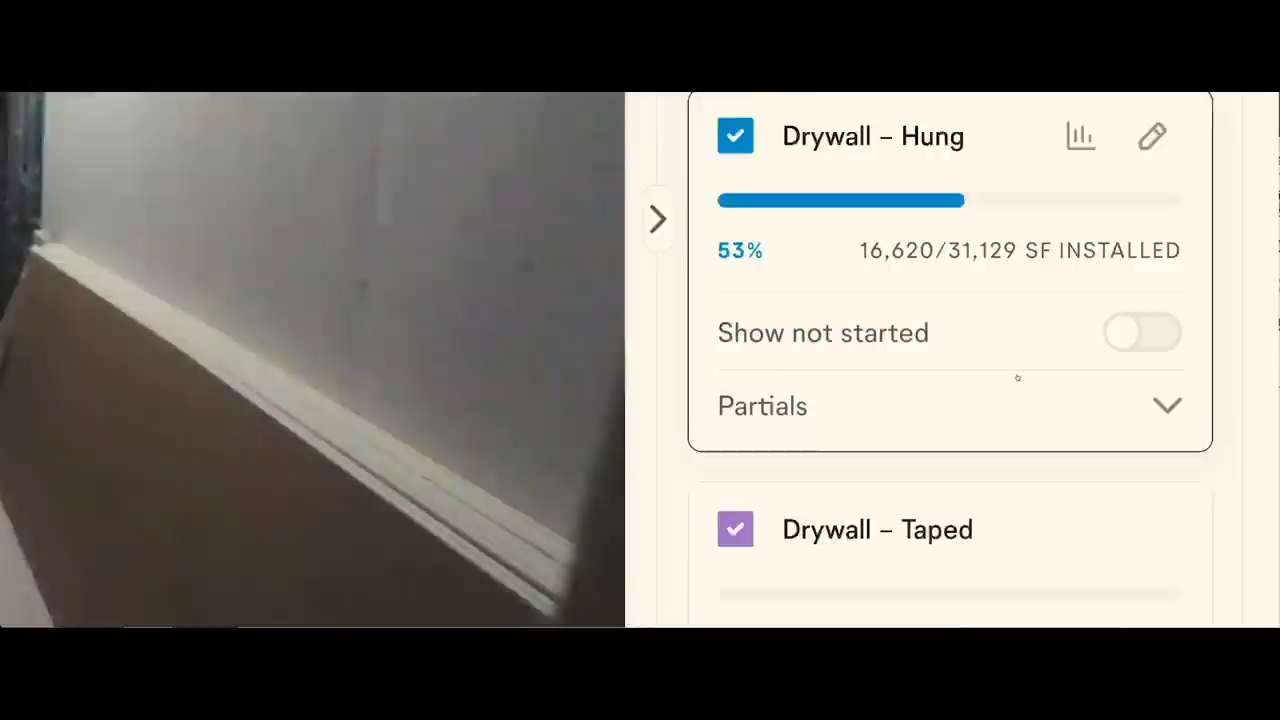 Drywall – Hung
53%
16,620/31,129 SF INSTALLED
Show not started
Partials
Drywall – Taped